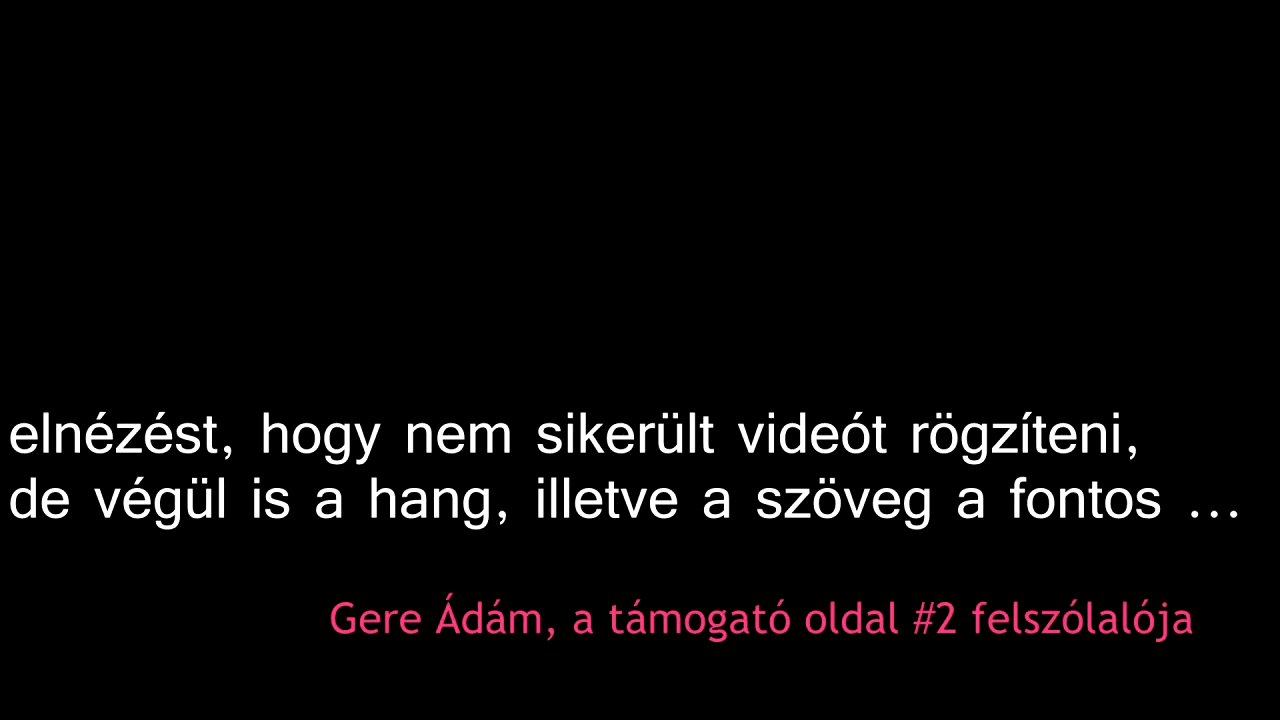 elnézést, hogy nem sikerült videót rögzíteni,
de végül is a hang, illetve a szöveg a fontos ...
Gere Ádám, a támogató oldal #2 felszólalója